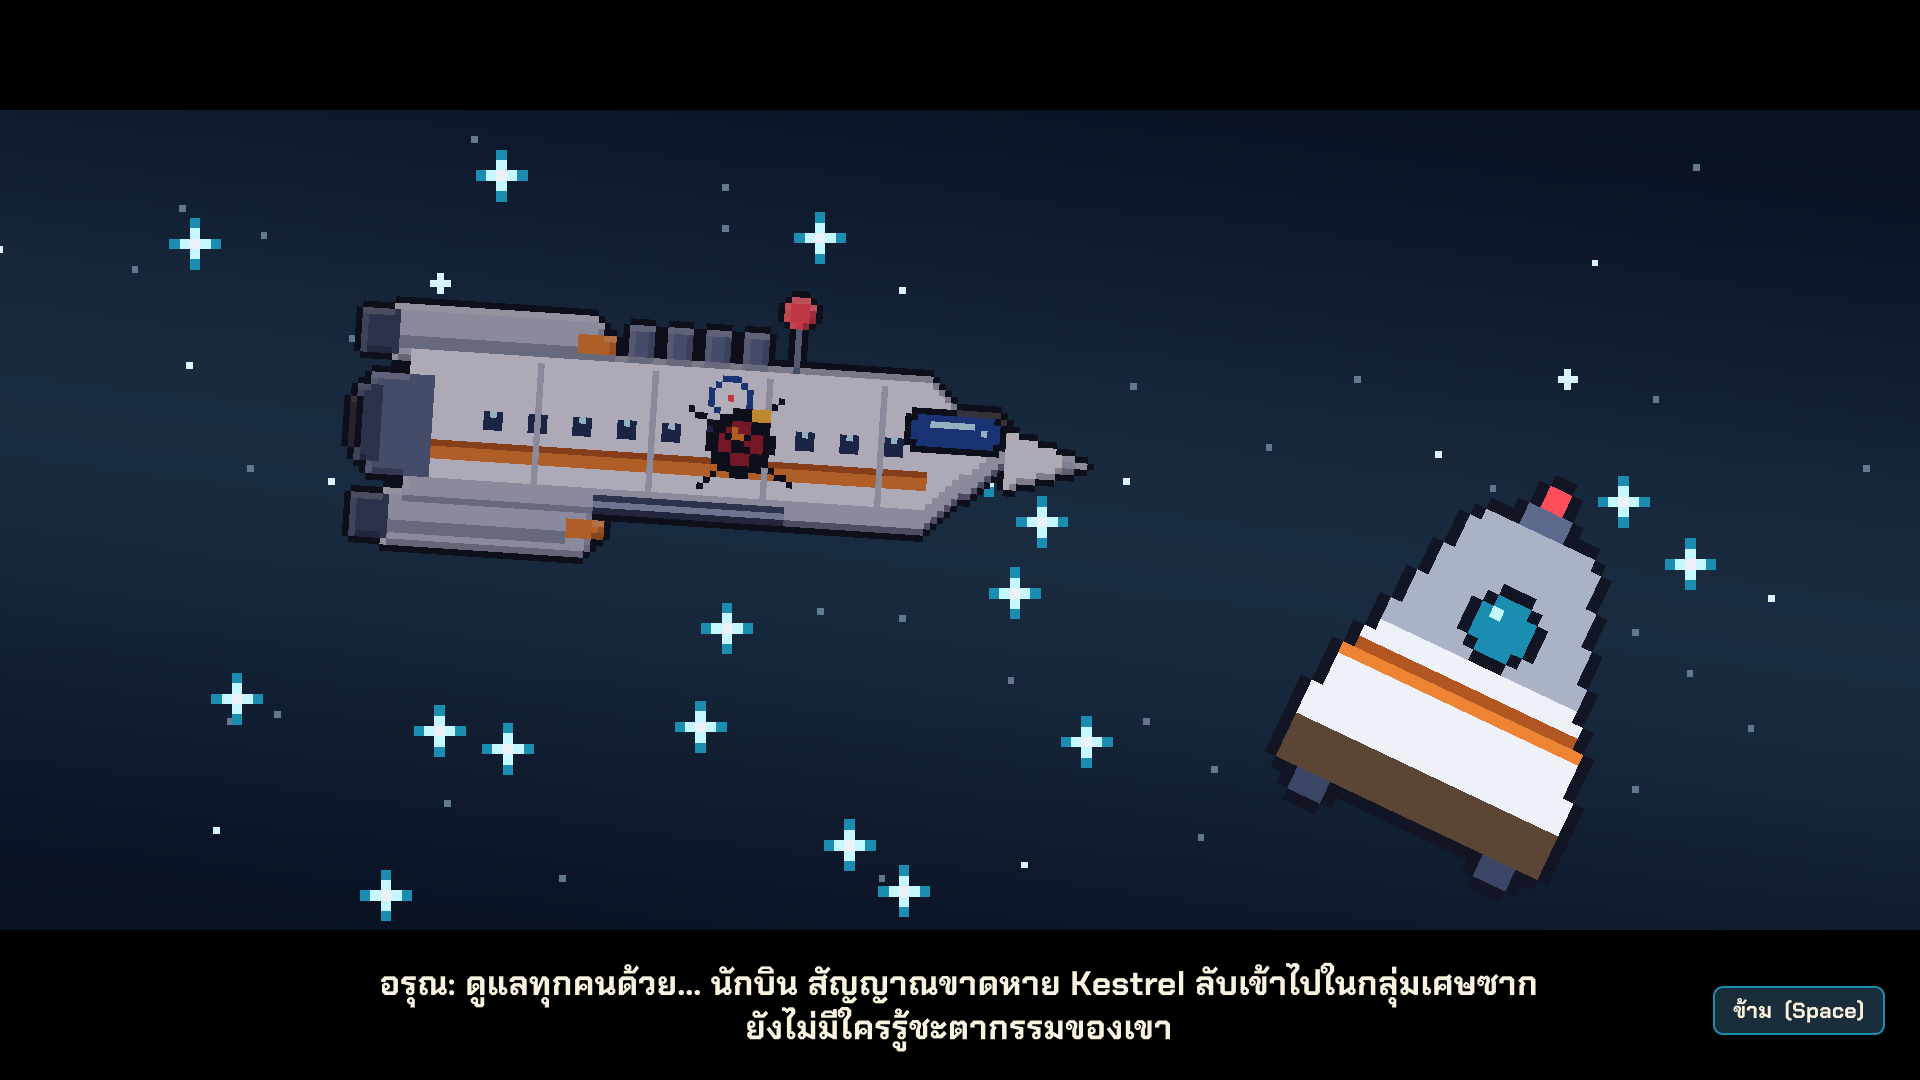 อรุณ: ดูแลทุกคนด้วย... นักบิน สัญญาณขาดหาย Kestrel ลับเข้าไปในกลุ่มเศษซาก
ยังไม่มีใครรู้ชะตากรรมของเขา
ข้าม (Space)